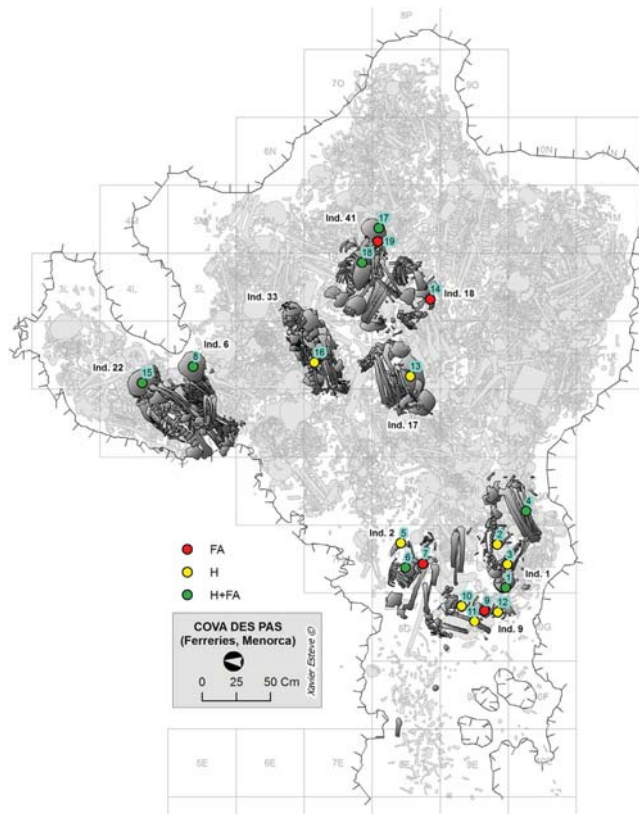 8P
7O
9O
6N
17
Ind. 41
19
18
14
Ind. 18
3L
4L
5L
Ind. 33
Ind. 6
Ind. 22
8
15
16
13
Ind. 17
4
Ind. 2
5
2
7
6
3
Ind. 1
1
10
9
12
11
Ind. 9
FA
H
H+FA
COVA DES PAS
(Ferreries, Menorca)
0 25 50 Cm
Xavier Esteve ©
5E
6E
7E
8E
9E